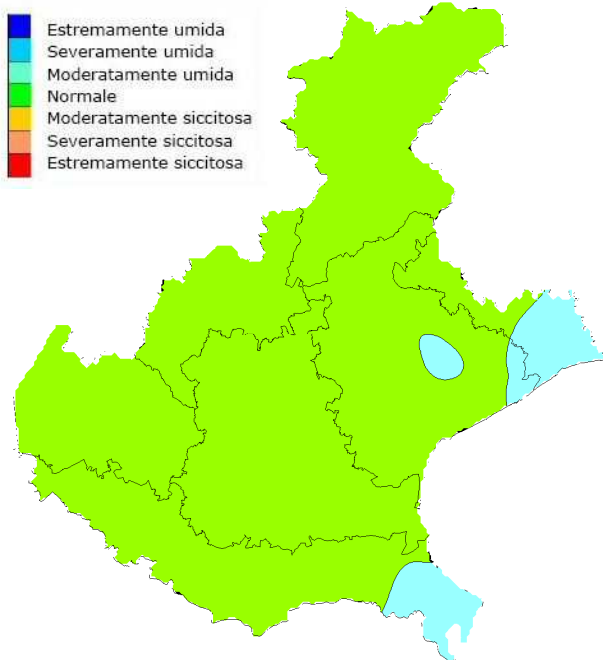 Estremamente umida
Severamente umida
Moderatamente umida
Normale
Moderatamente siccitosa
Severamente siccitosa
Estremamente siccitosa